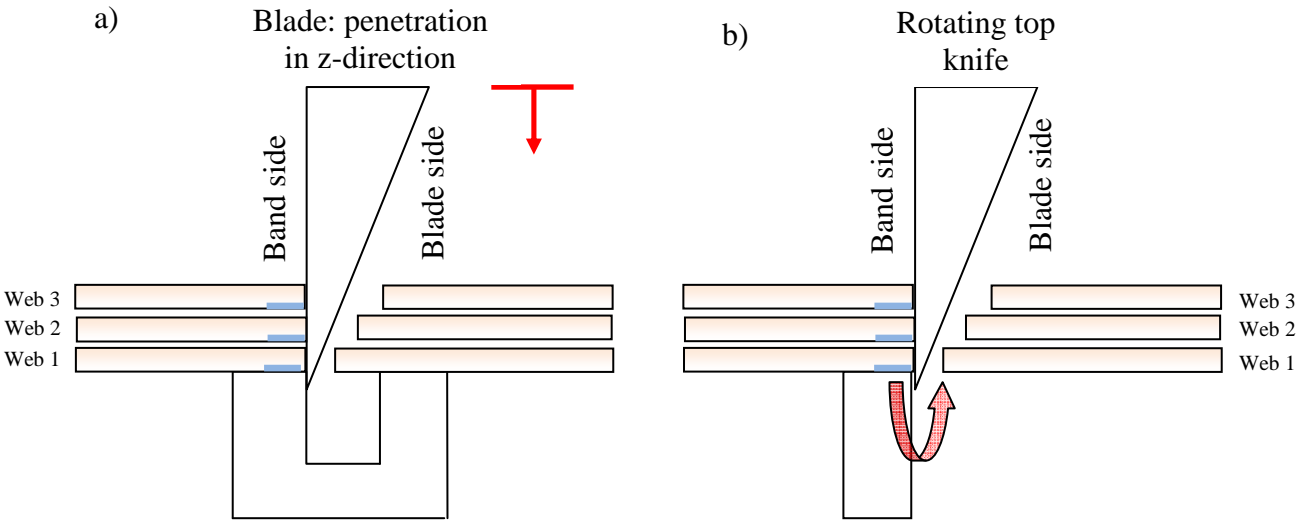 a)
Blade: penetration
in z-direction
Band side
Blade side
Web 3
Web 2
Web 1
b)
Rotating top
knife
Band side
Blade side
Web 3
Web 2
Web 1